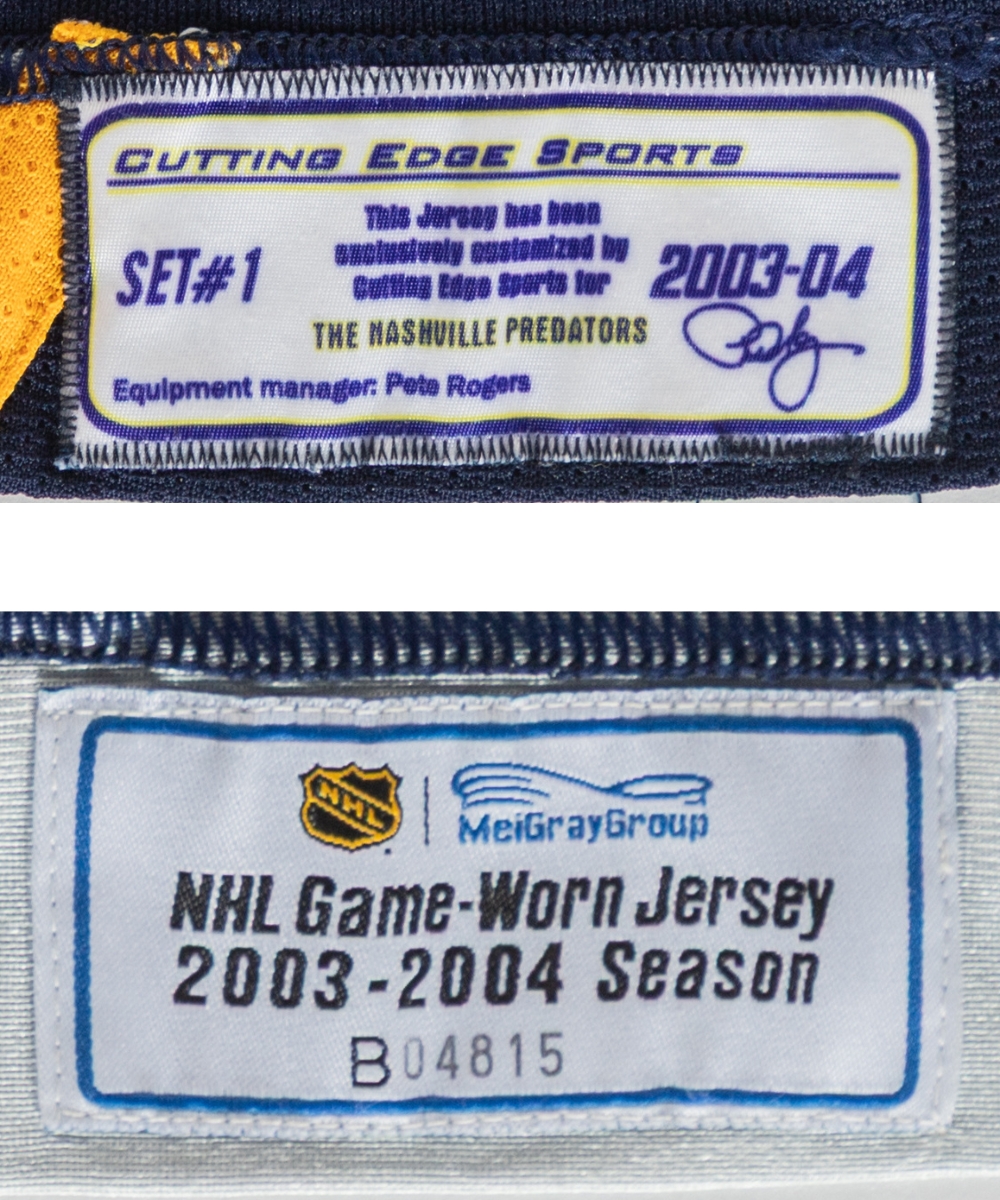 CUTTING EDGE SPORTS
This Jersey has been
exclusively customized by
Cutting Edge Sports for
SET#1
2003-04
THE NASHVILLE PREDATORS
Equipment manager: Pete Rogers
NHL
MeiGrayGroup
NHL Game-Worn Jersey
2003-2004 Season
B04815